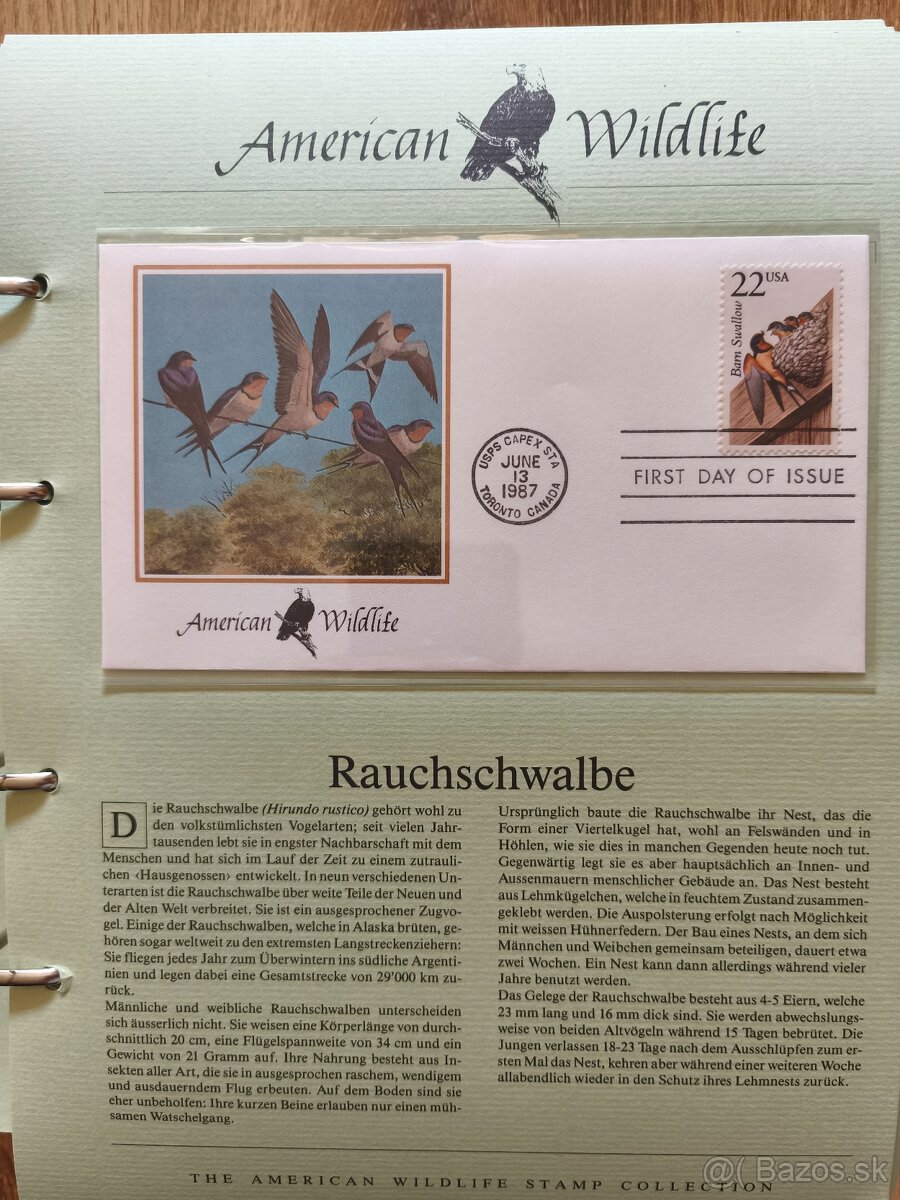 American Wildlife
22USA
Barn Swallow
USPS CAPEX STA
JUNE
13
1987
TORONTO CANADA
FIRST DAY OF ISSUE
American Wildlife
Rauchschwalbe
Die Rauchschwalbe (Hirundo rustico) gehört wohl zu
den volkstümlichsten Vogelarten; seit vielen Jahr-
tausenden lebt sie in engster Nachbarschaft mit dem
Menschen und hat sich im Lauf der Zeit zu einem zutrauli-
chen ‹Hausgenossen› entwickelt. In neun verschiedenen Un-
terarten ist die Rauchschwalbe über weite Teile der Neuen und
der Alten Welt verbreitet. Sie ist ein ausgesprochener Zugvo-
gel. Einige der Rauchschwalben, welche in Alaska brüten, ge-
hören sogar weltweit zu den extremsten Langstreckenziehern:
Sie fliegen jedes Jahr zum Überwintern ins südliche Argenti-
nien und legen dabei eine Gesamtstrecke von 29'000 km zu-
rück.
Männliche und weibliche Rauchschwalben unterscheiden
sich äusserlich nicht. Sie weisen eine Körperlänge von durch-
schnittlich 20 cm, eine Flügelspannweite von 34 cm und ein
Gewicht von 21 Gramm auf. Ihre Nahrung besteht aus In-
sekten aller Art, die sie in ausgesprochen raschem, wendigem
und ausdauerndem Flug erbeuten. Auf dem Boden sind sie
eher unbeholfen: Ihre kurzen Beine erlauben nur einen müh-
samen Watschelgang.
Ursprünglich baute die Rauchschwalbe ihr Nest, das die
Form einer Viertelkugel hat, wohl an Felswänden und in
Höhlen, wie sie dies in manchen Gegenden heute noch tut.
Gegenwärtig legt sie es aber hauptsächlich an Innen- und
Aussenmauern menschlicher Gebäude an. Das Nest besteht
aus Lehmkügelchen, welche in feuchtem Zustand zusammen-
geklebt werden. Die Auspolsterung erfolgt nach Möglichkeit
mit weissen Hühnerfedern. Der Bau eines Nests, an dem sich
Männchen und Weibchen gemeinsam beteiligen, dauert etwa
zwei Wochen. Ein Nest kann dann allerdings während vieler
Jahre benutzt werden.
Das Gelege der Rauchschwalbe besteht aus 4-5 Eiern, welche
23 mm lang und 16 mm dick sind. Sie werden abwechslungs-
weise von beiden Altvögeln während 15 Tagen bebrütet. Die
Jungen verlassen 18-23 Tage nach dem Ausschlüpfen zum er-
sten Mal das Nest, kehren aber während einer weiteren Woche
allabendlich wieder in den Schutz ihres Lehmnests zurück.
THE AMERICAN WILDLIFE STAMP COLLECTION
@( Bazos.sk